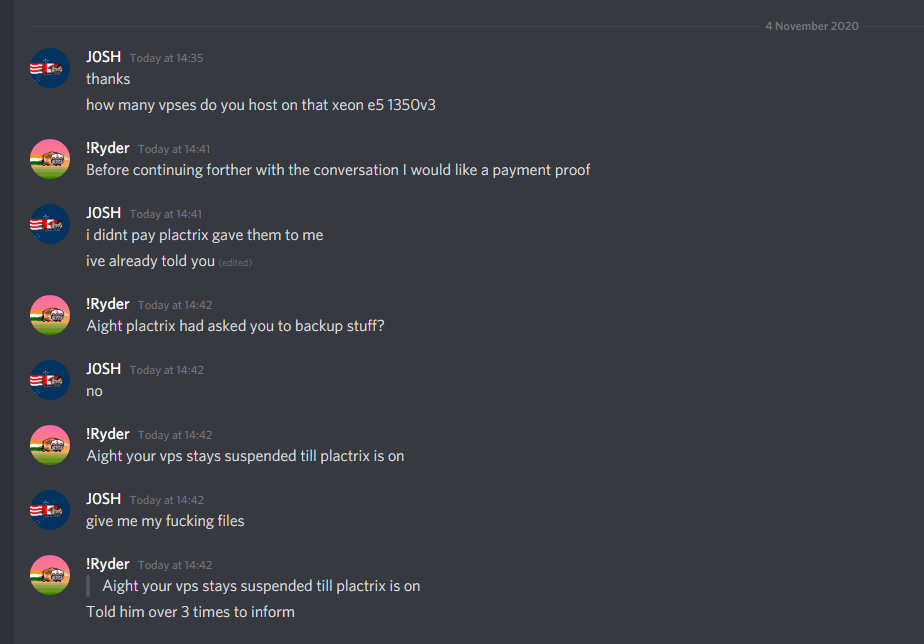 4 November 2020
JOSH Today at 14:35
thanks
how many vpses do you host on that xeon e5 1350v3
!Ryder Today at 14:41
Before continuing forther with the conversation I would like a payment proof
JOSH Today at 14:41
i didnt pay plactrix gave them to me
ive already told you (edited)
!Ryder Today at 14:42
Aight plactrix had asked you to backup stuff?
JOSH Today at 14:42
no
!Ryder Today at 14:42
Aight your vps stays suspended till plactrix is on
JOSH Today at 14:42
give me my fucking files
!Ryder Today at 14:42
Aight your vps stays suspended till plactrix is on
Told him over 3 times to inform